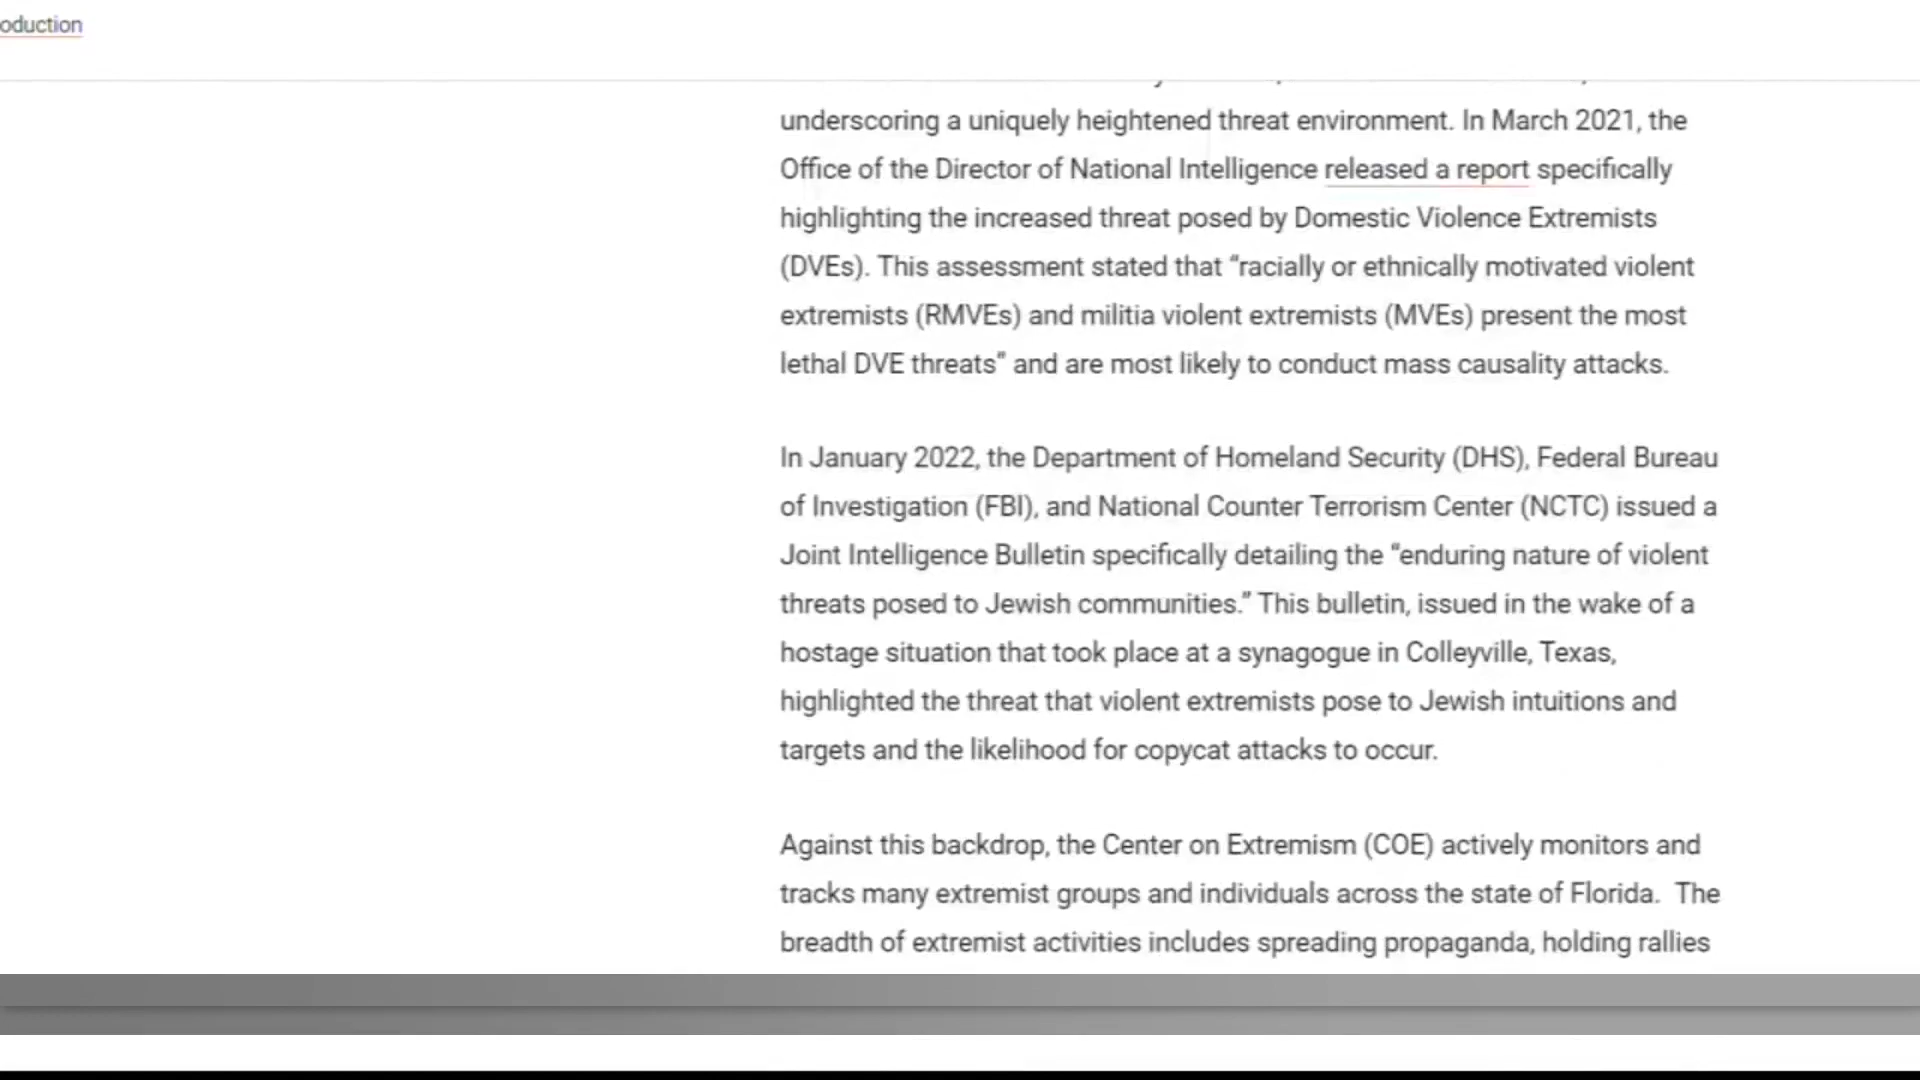 oduction
underscoring a uniquely heightened threat environment. In March 2021, the
Office of the Director of National Intelligence released a report specifically
highlighting the increased threat posed by Domestic Violence Extremists
(DVEs). This assessment stated that “racially or ethnically motivated violent
extremists (RMVEs) and militia violent extremists (MVEs) present the most
lethal DVE threats” and are most likely to conduct mass causality attacks.
In January 2022, the Department of Homeland Security (DHS), Federal Bureau
of Investigation (FBI), and National Counter Terrorism Center (NCTC) issued a
Joint Intelligence Bulletin specifically detailing the “enduring nature of violent
threats posed to Jewish communities.” This bulletin, issued in the wake of a
hostage situation that took place at a synagogue in Colleyville, Texas,
highlighted the threat that violent extremists pose to Jewish intuitions and
targets and the likelihood for copycat attacks to occur.
Against this backdrop, the Center on Extremism (COE) actively monitors and
tracks many extremist groups and individuals across the state of Florida.  The
breadth of extremist activities includes spreading propaganda, holding rallies